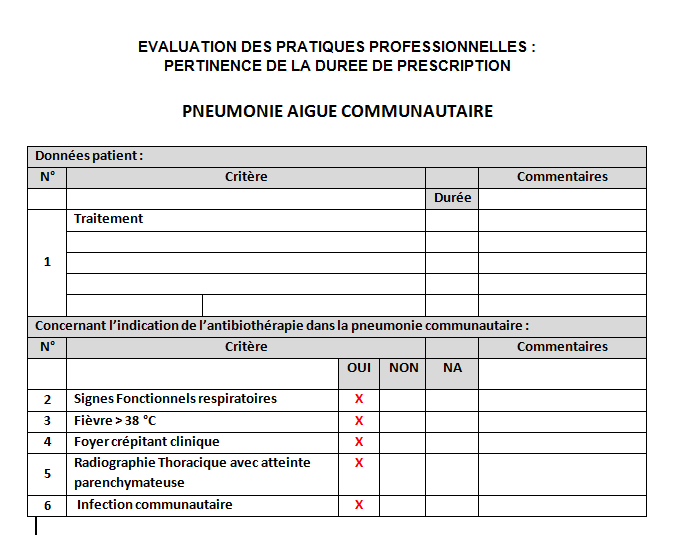 EVALUATION DES PRATIQUES PROFESSIONNELLES :
PERTINENCE DE LA DUREE DE PRESCRIPTION
PNEUMONIE AIGUE COMMUNAUTAIRE
Données patient :
N° Critère Commentaires
Durée
Traitement
1
Concernant l'indication de l'antibiothérapie dans la pneumonie communautaire :
N° Critère Commentaires
OUI NON NA
2 Signes Fonctionnels respiratoires X
3 Fièvre > 38 °C X
4 Foyer crépitant clinique X
5 Radiographie Thoracique avec atteinte X
parenchymateuse
6 Infection communautaire X